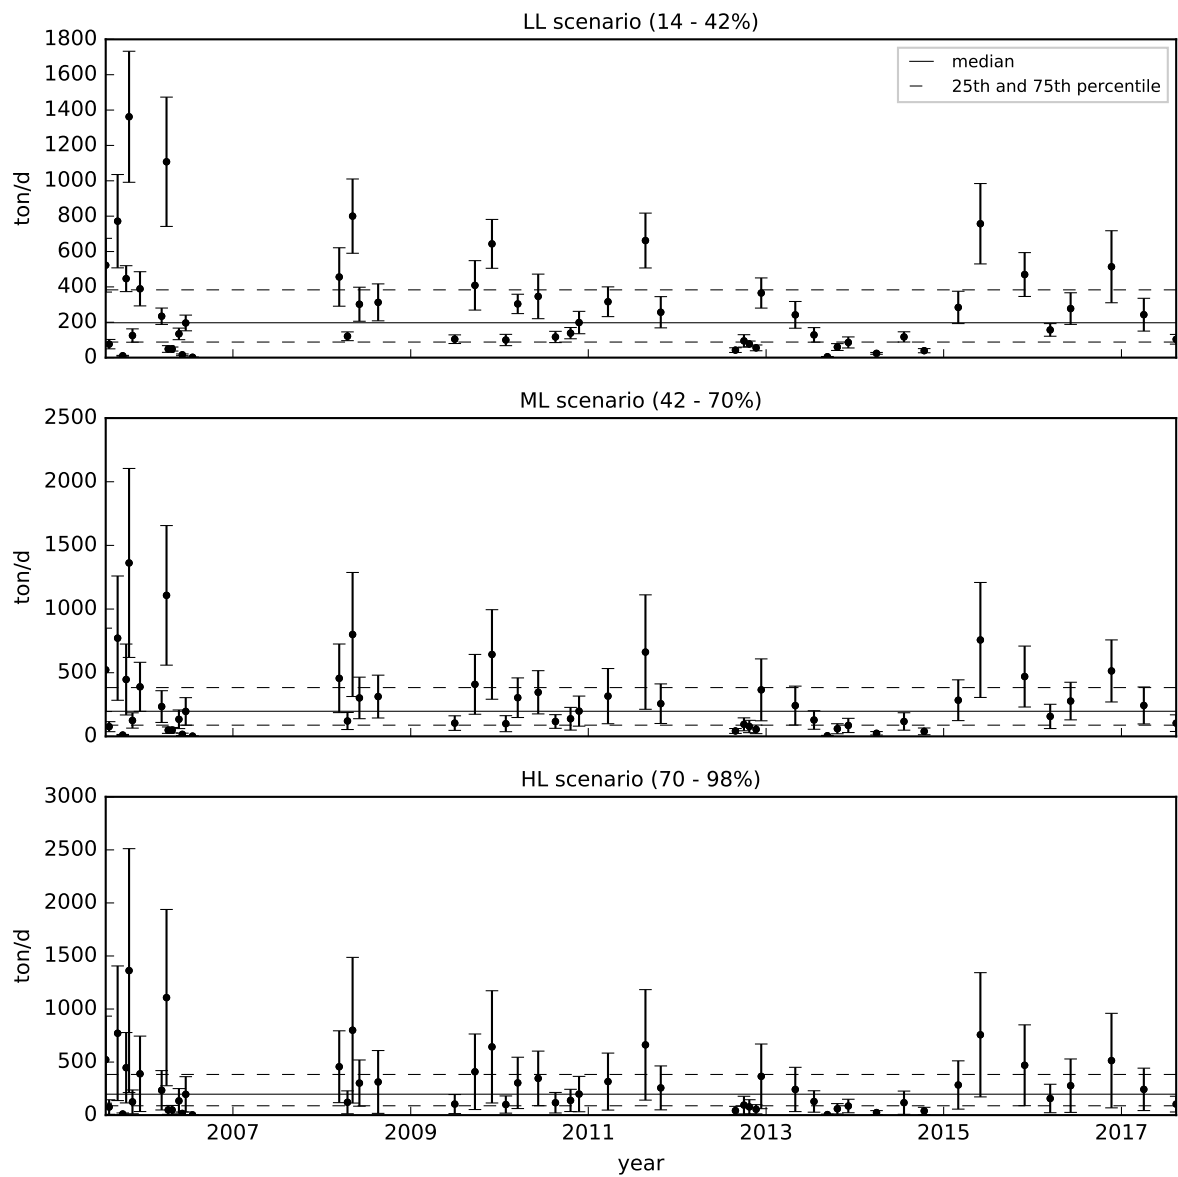 LL scenario (14 - 42%)
1800
1600
1400
1200
1000
800
600
400
200
0
ton/d
median
25th and 75th percentile
ML scenario (42 - 70%)
2500
2000
1500
1000
500
0
ton/d
HL scenario (70 - 98%)
3000
2500
2000
1500
1000
500
0
ton/d
2007 2009 2011 2013 2015 2017
year